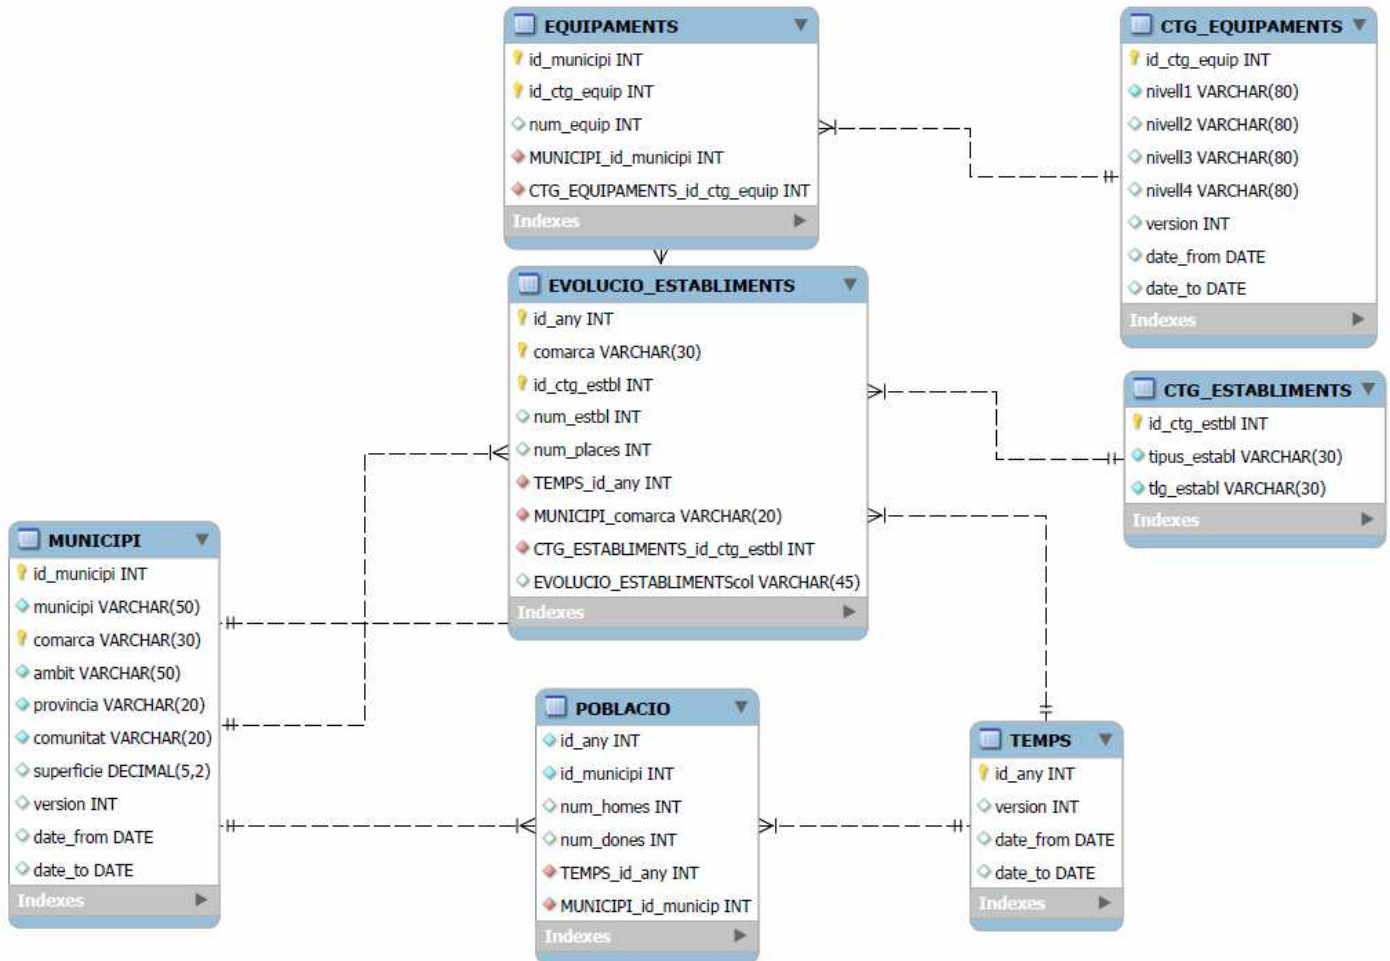 EQUIPAMENTS
id_municipi INT
id_ctg_equip INT
num_equip INT
MUNICIPI_id_municipi INT
CTG_EQUIPAMENTS_id_ctg_equip INT
Indexes
CTG_EQUIPAMENTS
id_ctg_equip INT
nivell1 VARCHAR(80)
nivell2 VARCHAR(80)
nivell3 VARCHAR(80)
nivell4 VARCHAR(80)
version INT
date_from DATE
date_to DATE
Indexes
EVOLUCIO_ESTABLIMENTS
id_any INT
comarca VARCHAR(30)
id_ctg_estbl INT
num_estbl INT
num_places INT
TEMPS_id_any INT
MUNICIPI_comarca VARCHAR(20)
CTG_ESTABLIMENTS_id_ctg_estbl INT
EVOLUCIO_ESTABLIMENTScol VARCHAR(45)
Indexes
CTG_ESTABLIMENTS
id_ctg_estbl INT
tipus_establ VARCHAR(30)
tlg_establ VARCHAR(30)
Indexes
MUNICIPI
id_municipi INT
municipi VARCHAR(50)
comarca VARCHAR(30)
ambit VARCHAR(50)
provincia VARCHAR(20)
comunitat VARCHAR(20)
superficie DECIMAL(5,2)
version INT
date_from DATE
date_to DATE
Indexes
POBLACIO
id_any INT
id_municipi INT
num_homes INT
num_dones INT
TEMPS_id_any INT
MUNICIPI_id_municip INT
Indexes
TEMPS
id_any INT
version INT
date_from DATE
date_to DATE
Indexes